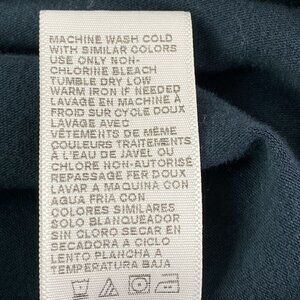 MACHINE WASH COLD
WITH SIMILAR COLORS
USE ONLY NON-
CHLORINE BLEACH
TUMBLE DRY LOW
WARM IRON IF NEEDED
LAVAGE EN MACHINE À
FROID SUR CYCLE DOUX
LAVAGE AVEC
VÊTEMENTS DE MÊME
COULEURS TRAITEMENTS
À L'EAU DE JAVEL OU
CHLORE NON-AUTORISÉ
REPASSAGE FER DOUX
LAVAR A MAQUINA CON
AGUA FRIA CON
COLORES SIMILARES
SOLO BLANQUEADOR
SIN CLORO SECAR EN
SECADORA A CICLO
LENTO PLANCHA A
TEMPERATURA BAJA